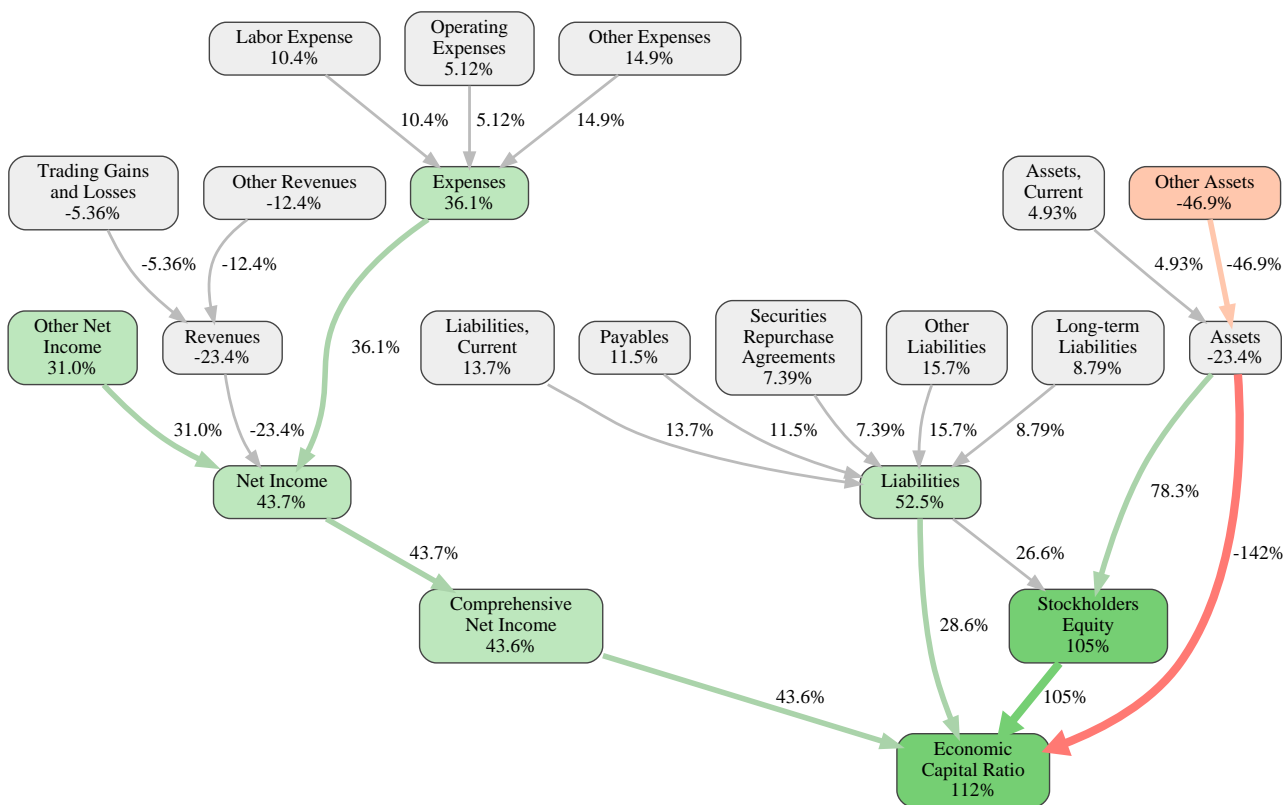 Labor Expense
10.4%
Operating
Expenses
5.12%
Other Expenses
14.9%
10.4%
5.12%
14.9%
Trading Gains
and Losses
-5.36%
Other Revenues
-12.4%
Expenses
36.1%
Assets,
Current
4.93%
Other Assets
-46.9%
-5.36%
-12.4%
4.93%
-46.9%
Other Net
Income
31.0%
Revenues
-23.4%
36.1%
Liabilities,
Current
13.7%
Payables
11.5%
Securities
Repurchase
Agreements
7.39%
Other
Liabilities
15.7%
Long-term
Liabilities
8.79%
Assets
-23.4%
31.0%
-23.4%
13.7%
11.5%
7.39%
15.7%
8.79%
Net Income
43.7%
Liabilities
52.5%
78.3%
43.7%
26.6%
-142%
Comprehensive
Net Income
43.6%
28.6%
Stockholders
Equity
105%
43.6%
105%
Economic
Capital Ratio
112%